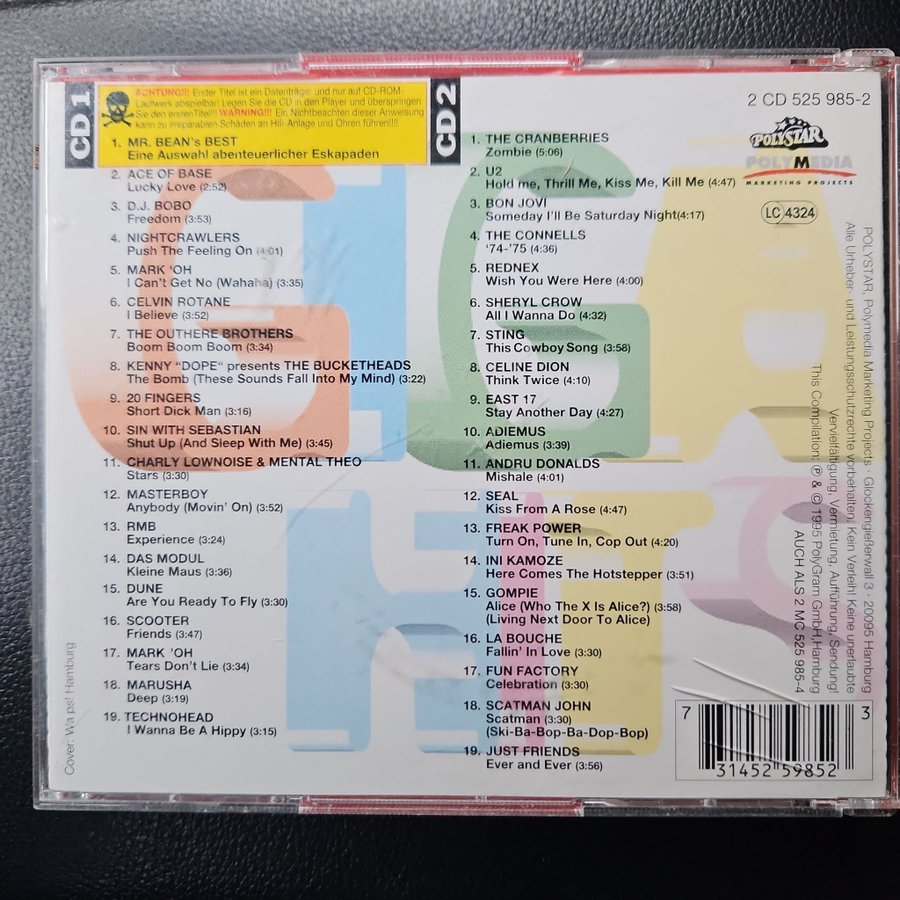 CD 1
ACHTUNG!!! Erster Titel ist ein Datenträger und nur auf CD-ROM-
Laufwerk abspielbar! Legen Sie die CD in den Player und überspringen
Sie den erstenTitel!!! WARNING!!! Ein Nichtbeachten dieser Anweisung
kann zu irreparablen Schäden an Hifi-Anlage und Ohren führen!!!!
1. MR. BEAN's BEST
Eine Auswahl abenteuerlicher Eskapaden
2. ACE OF BASE
Lucky Love (2:52)
3. D.J. BOBO
Freedom (3:53)
4. NIGHTCRAWLERS
Push The Feeling On (4:01)
5. MARK 'OH
I Can't Get No (Wahaha) (3:35)
6. CELVIN ROTANE
I Believe (3:52)
7. THE OUTHERE BROTHERS
Boom Boom Boom (3:34)
8. KENNY "DOPE" presents THE BUCKETHEADS
The Bomb (These Sounds Fall Into My Mind) (3:22)
9. 20 FINGERS
Short Dick Man (3:16)
10. SIN WITH SEBASTIAN
Shut Up (And Sleep With Me) (3:45)
11. CHARLY LOWNOISE & MENTAL THEO
Stars (3:30)
12. MASTERBOY
Anybody (Movin' On) (3:52)
13. RMB
Experience (3:24)
14. DAS MODUL
Kleine Maus (3:36)
15. DUNE
Are You Ready To Fly (3:30)
16. SCOOTER
Friends (3:47)
17. MARK 'OH
Tears Don't Lie (3:34)
18. MARUSHA
Deep (3:19)
19. TECHNOHEAD
I Wanna Be A Hippy (3:15)
CD 2
1. THE CRANBERRIES
Zombie (5:06)
2. U2
Hold me, Thrill Me, Kiss Me, Kill Me (4:47)
3. BON JOVI
Someday I'll Be Saturday Night(4:17)
4. THE CONNELLS
'74-'75 (4:36)
5. REDNEX
Wish You Were Here (4:00)
6. SHERYL CROW
All I Wanna Do (4:32)
7. STING
This Cowboy Song (3:58)
8. CELINE DION
Think Twice (4:10)
9. EAST 17
Stay Another Day (4:27)
10. ADIEMUS
Adiemus (3:39)
11. ANDRU DONALDS
Mishale (4:01)
12. SEAL
Kiss From A Rose (4:47)
13. FREAK POWER
Turn On, Tune In, Cop Out (4:20)
14. INI KAMOZE
Here Comes The Hotstepper (3:51)
15. GOMPIE
Alice (Who The X Is Alice?) (3:58)
(Living Next Door To Alice)
16. LA BOUCHE
Fallin' In Love (3:30)
17. FUN FACTORY
Celebration (3:30)
18. SCATMAN JOHN
Scatman (3:30)
(Ski-Ba-Bop-Ba-Dop-Bop)
19. JUST FRIENDS
Ever and Ever (3:56)
2 CD 525 985-2
POLYSTAR
POLYMEDIA
MARKETING PROJECTS
LC 4324
POLYSTAR, Polymedia Marketing Projects · Glockengießerwall 3 · 20095 Hamburg
Alle Urheber- und Leistungsschutzrechte vorbehalten. Kein Verleih! Keine unerlaubte
Vervielfältigung, Vermietung, Aufführung, Sendung!
This Compilation: ℗ & © 1995 PolyGram GmbH,Hamburg
AUCH ALS 2 MC 525 985-4
7 31452 59852 3
GIGA
HITS